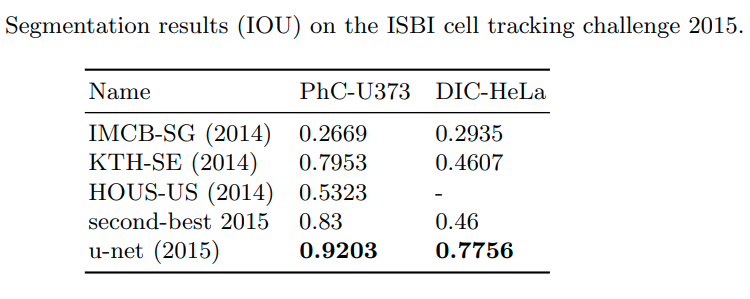 Segmentation results (IOU) on the ISBI cell tracking challenge 2015.
Name PhC-U373 DIC-HeLa
IMCB-SG (2014) 0.2669 0.2935
KTH-SE (2014) 0.7953 0.4607
HOUS-US (2014) 0.5323 -
second-best 2015 0.83 0.46
u-net (2015) 0.9203 0.7756